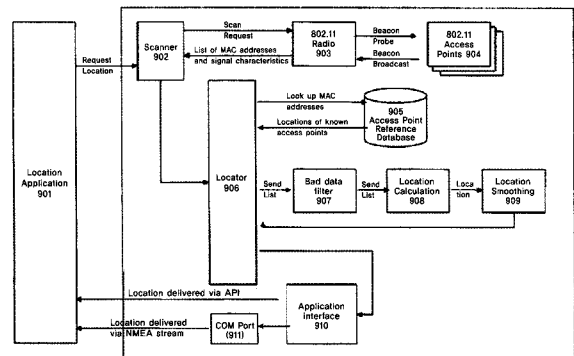 Scan
Request
Scanner
902
802.11
Radio
903
Beacon
Probe
802.11
Access
Points 904
Request
Location
List of MAC addresses
and signal characteristics
Beacon
Broadcast
Look up MAC
addresses
905
Access Point
Reference
Database
Locations of known
access points
Location
Application
901
Locator
906
Send
List
Bad data
filter
907
Send
List
Location
Calculation
908
Loca
tion
Location
Smoothing
909
Location delivered via API
Application
interface
910
Location delivered
via NMEA stream
COM Port
(911)